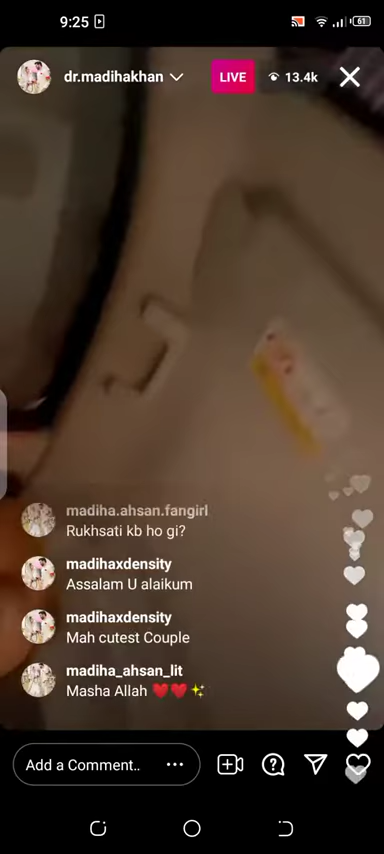 9:25
61
dr.madihakhan
LIVE
13.4k
madiha.ahsan.fangirl
Rukhsati kb ho gi?
madihaxdensity
Assalam U alaikum
madihaxdensity
Mah cutest Couple
madiha_ahsan_lit
Masha Allah ❤️❤️✨
Add a Comment..